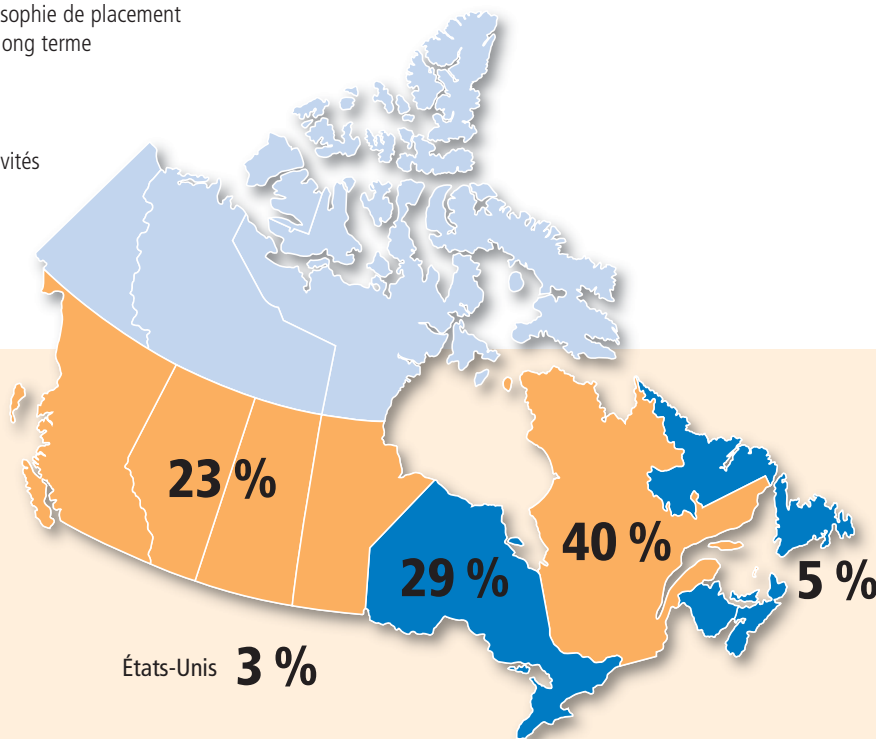 sophie de placement
ong terme
vités
23 %
40 %
29 %
5 %
États-Unis 3 %